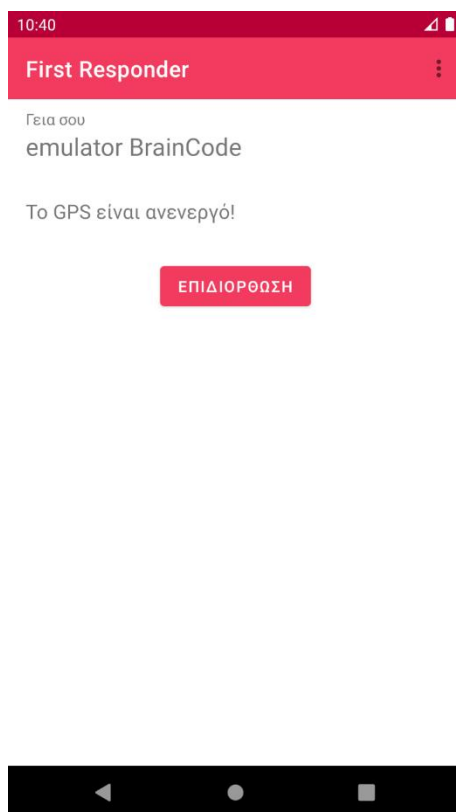 10:40
First Responder
Γεια σου
emulator BrainCode
Το GPS είναι ανενεργό!
ΕΠΙΔΙΟΡΘΩΣΗ